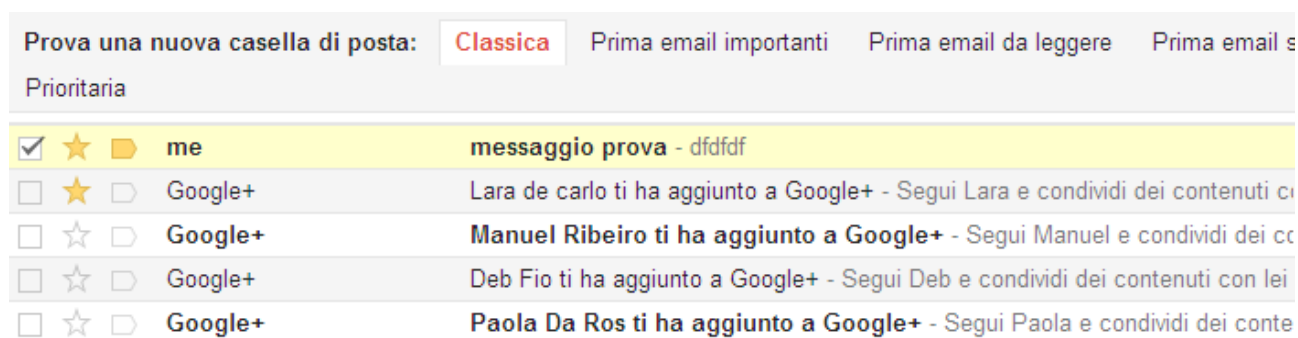 Prova una nuova casella di posta: Classica Prima email importanti Prima email da leggere Prima email s
Prioritaria
me messaggio prova - dfdfdf
Google+ Lara de carlo ti ha aggiunto a Google+ - Segui Lara e condividi dei contenuti c
Google+ Manuel Ribeiro ti ha aggiunto a Google+ - Segui Manuel e condividi dei cc
Google+ Deb Fio ti ha aggiunto a Google+ - Segui Deb e condividi dei contenuti con lei
Google+ Paola Da Ros ti ha aggiunto a Google+ - Segui Paola e condividi dei conte